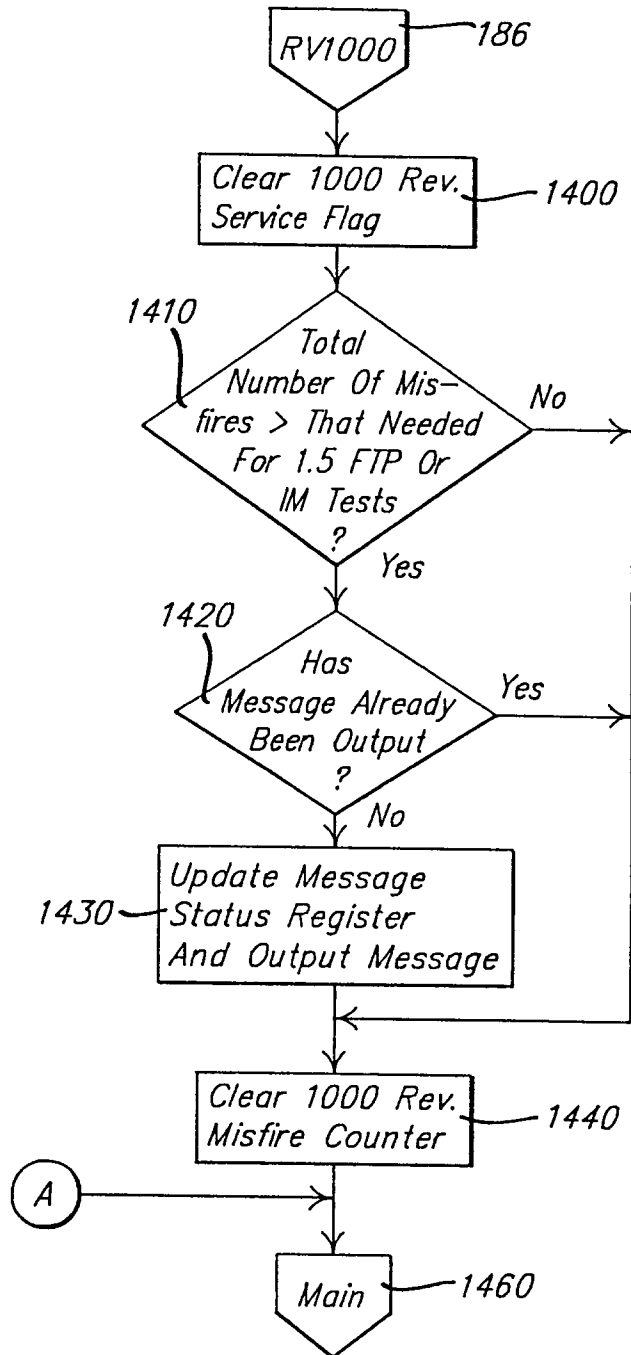 RV1000
186
Clear 1000 Rev.
Service Flag
1400
1410
Total
Number Of Mis-
fires > That Needed
For 1.5 FTP Or
IM Tests
?
No
Yes
1420
Has
Message Already
Been Output
?
Yes
No
1430
Update Message
Status Register
And Output Message
Clear 1000 Rev.
Misfire Counter
1440
A
Main
1460